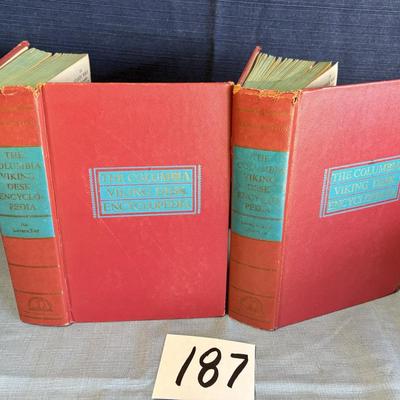 THE
COLUMBIA
VIKING
DESK
ENCYCLO-
PEDIA
THE COLUMBIA
VIKING DESK
ENCYCLOPEDIA
THE
COLUMBIA
VIKING
DESK
ENCYCLO-
PEDIA
THE COLUMBIA
VIKING DESK
ENCYCLOPEDIA
187